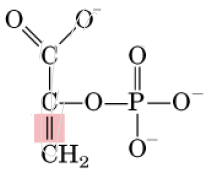 O O⁻
C O
C O P O⁻
CH₂ O⁻